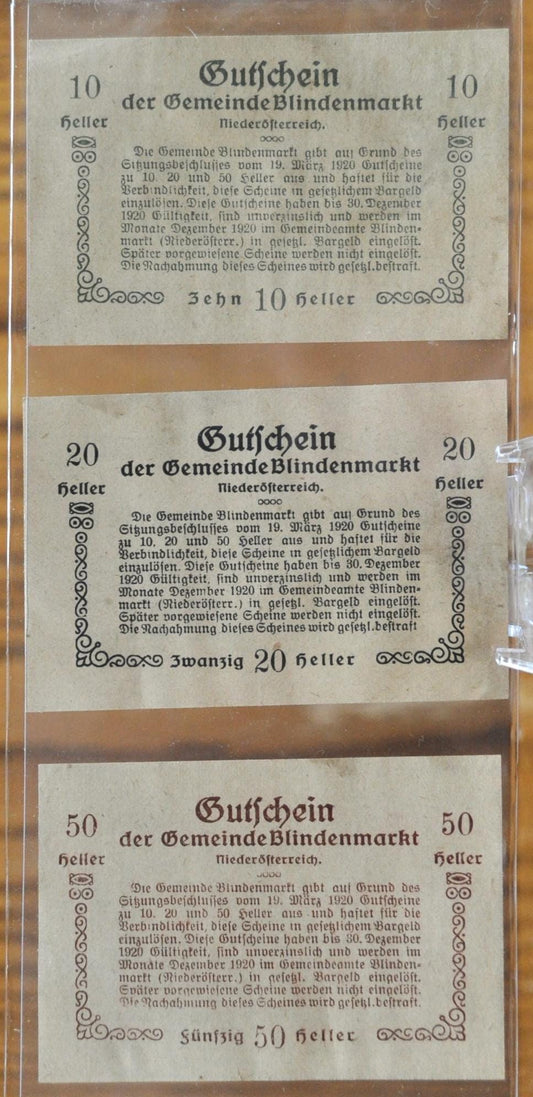 10 Gutschein 10
der Gemeinde Blindenmarkt
Heller Niederösterreich. Heller
Die Gemeinde Blindenmarkt gibt auf Grund des
Sitzungsbeschlusses vom 19. März 1920 Gutscheine
zu 10, 20 und 50 Heller aus und haftet für die
Verbindlichkeit, diese Scheine in gesetzlichem Bargeld
einzulösen. Diese Gutscheine haben bis 30. Dezember
1920 Gültigkeit, sind unverzinslich und werden im
Monate Dezember 1920 im Gemeindeamte Blinden-
markt (Niederösterr.) in gesetzl. Bargeld eingelöst.
Später vorgewiesene Scheine werden nicht eingelöst.
Die Nachahmung dieses Scheines wird gesetzl. bestraft.
Zehn 10 Heller
20 Gutschein 20
der Gemeinde Blindenmarkt
Heller Niederösterreich. Heller
Die Gemeinde Blindenmarkt gibt auf Grund des
Sitzungsbeschlusses vom 19. März 1920 Gutscheine
zu 10, 20 und 50 Heller aus und haftet für die
Verbindlichkeit, diese Scheine in gesetzlichem Bargeld
einzulösen. Diese Gutscheine haben bis 30. Dezember
1920 Gültigkeit, sind unverzinslich und werden im
Monate Dezember 1920 im Gemeindeamte Blinden-
markt (Niederösterr.) in gesetzl. Bargeld eingelöst.
Später vorgewiesene Scheine werden nicht eingelöst.
Die Nachahmung dieses Scheines wird gesetzl. bestraft
Zwanzig 20 Heller
50 Gutschein 50
der Gemeinde Blindenmarkt
Heller Niederösterreich. Heller
Die Gemeinde Blindenmarkt gibt auf Grund des
Sitzungsbeschlusses vom 19. März 1920 Gutscheine
zu 10, 20 und 50 Heller aus und haftet für die
Verbindlichkeit, diese Scheine in gesetzlichem Bargeld
einzulösen. Diese Gutscheine haben bis 30. Dezember
1920 Gültigkeit, sind unverzinslich und werden im
Monate Dezember 1920 im Gemeindeamte Blinden-
markt (Niederösterr.) in gesetzl. Bargeld eingelöst.
Später vorgewiesene Scheine werden nicht eingelöst.
Die Nachahmung dieses Scheines wird gesetzl. bestraft.
Fünfzig 50 Heller